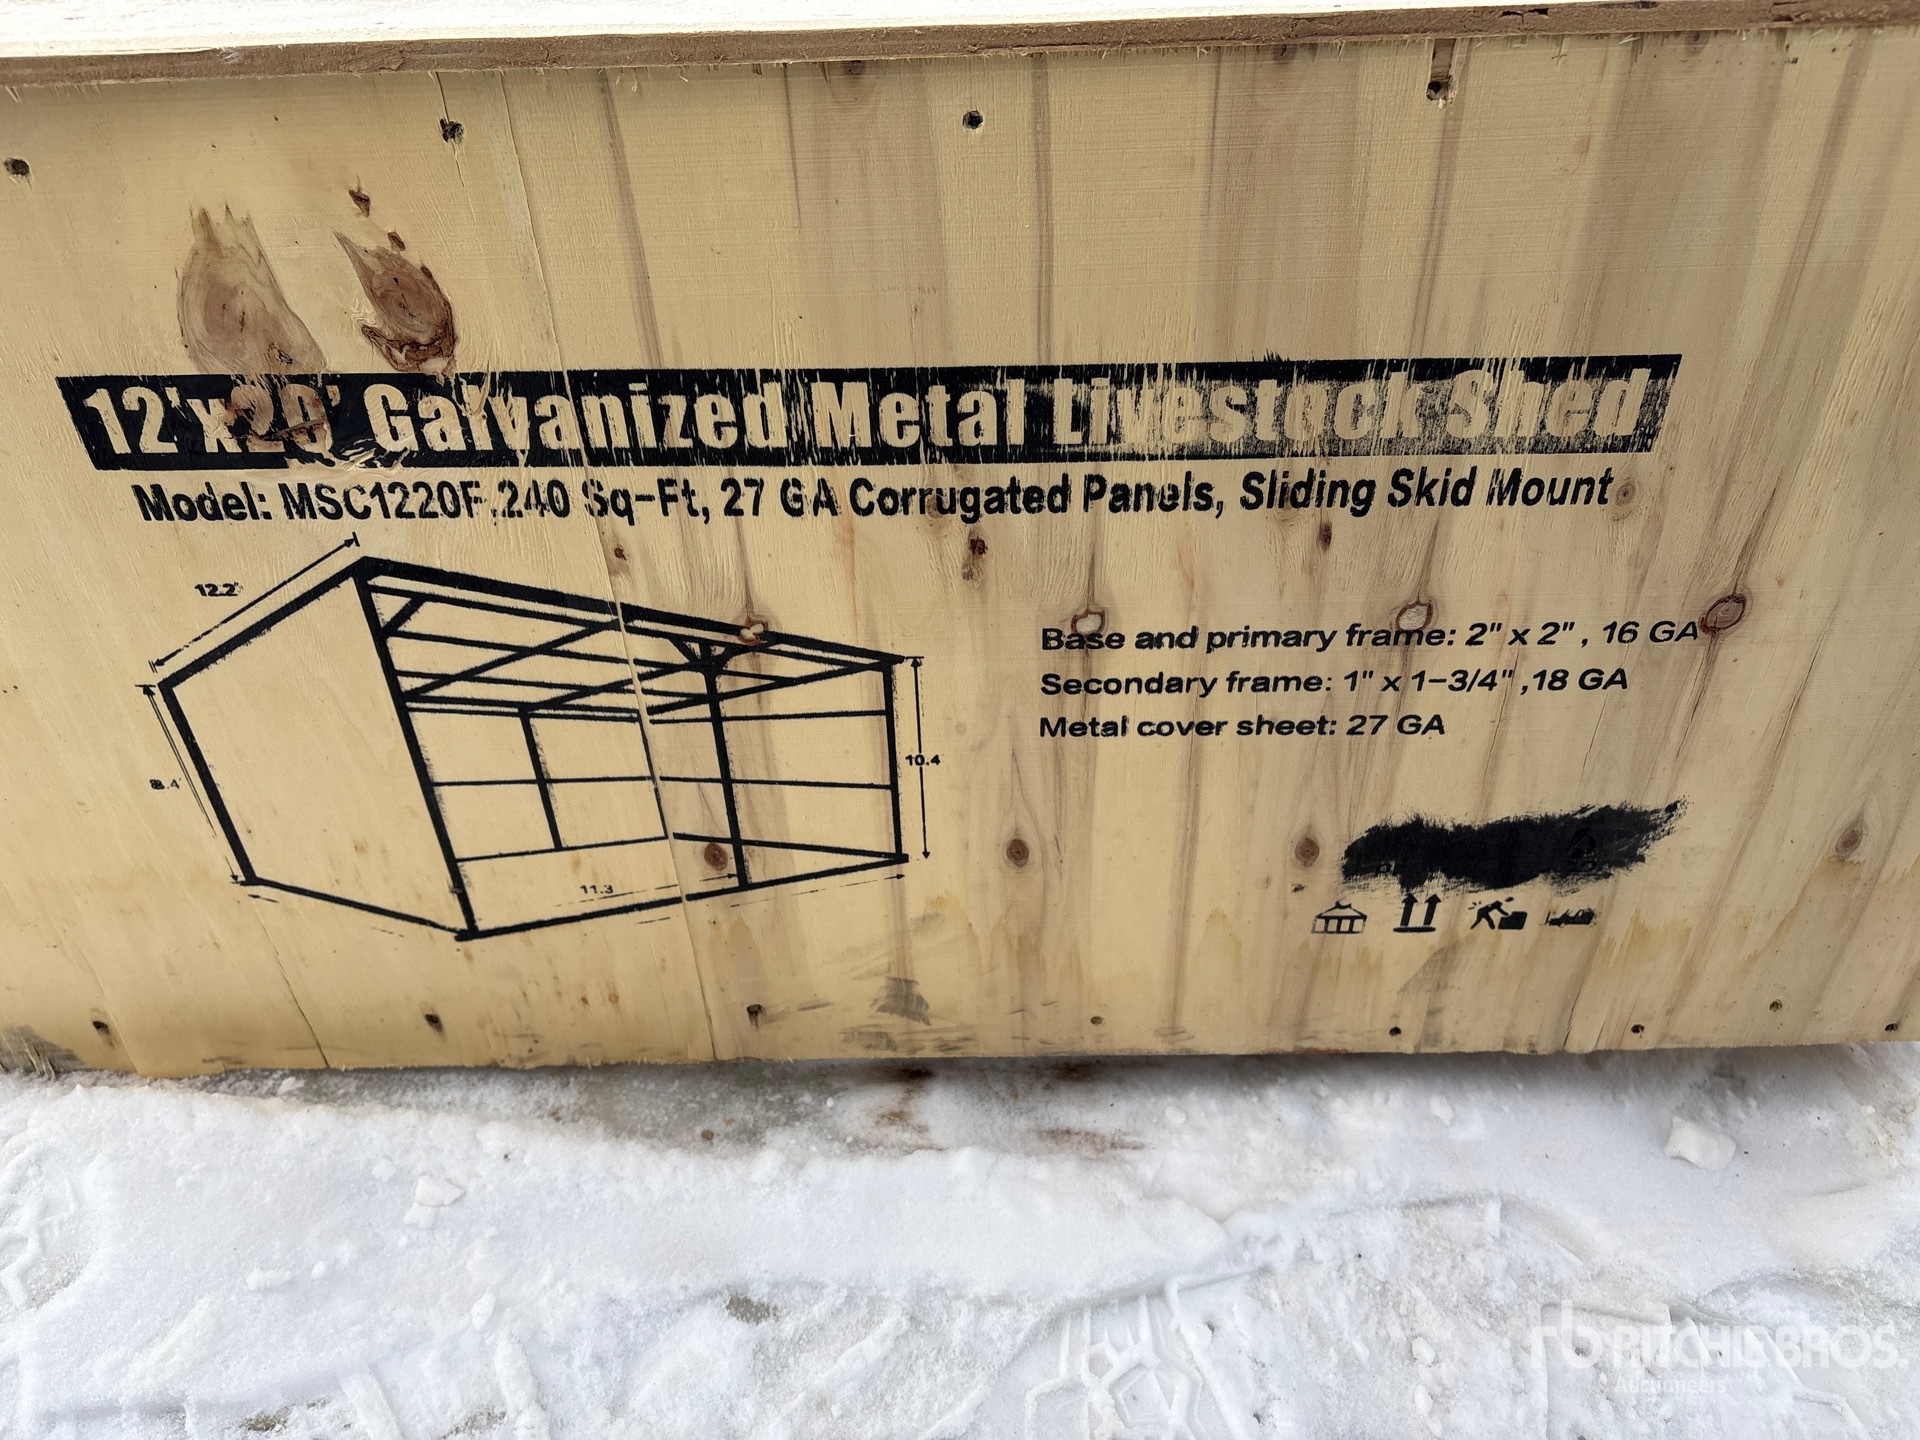 12'x20' Galvanized Metal Livestock Shed
Model: MSC1220F, 240 Sq-Ft, 27 GA Corrugated Panels, Sliding Skid Mount
12.2'
8.4'
10.4
11.3
Base and primary frame: 2" x 2" , 16 GA
Secondary frame: 1" x 1-3/4" ,18 GA
Metal cover sheet: 27 GA
rb RITCHIE BROS.
Auctioneers